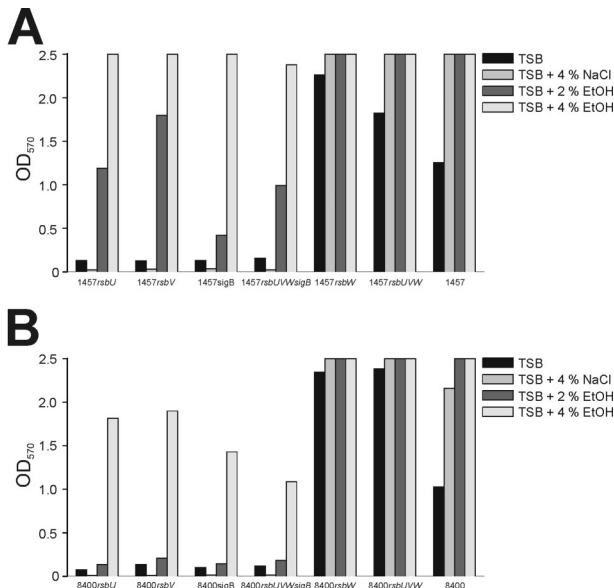 A
2.5
2.0
1.5
1.0
0.5
0
OD570
TSB
TSB + 4 % NaCl
TSB + 2 % EtOH
TSB + 4 % EtOH
1457rsbU 1457rsbV 1457sigB 1457rsbUVWsigB 1457rsbW 1457rsbUVW 1457
B
2.5
2.0
1.5
1.0
0.5
0
OD570
TSB
TSB + 4 % NaCl
TSB + 2 % EtOH
TSB + 4 % EtOH
8400rsbU 8400rsbV 8400sigB 8400rsbUVWsigB 8400rsbW 8400rsbUVW 8400